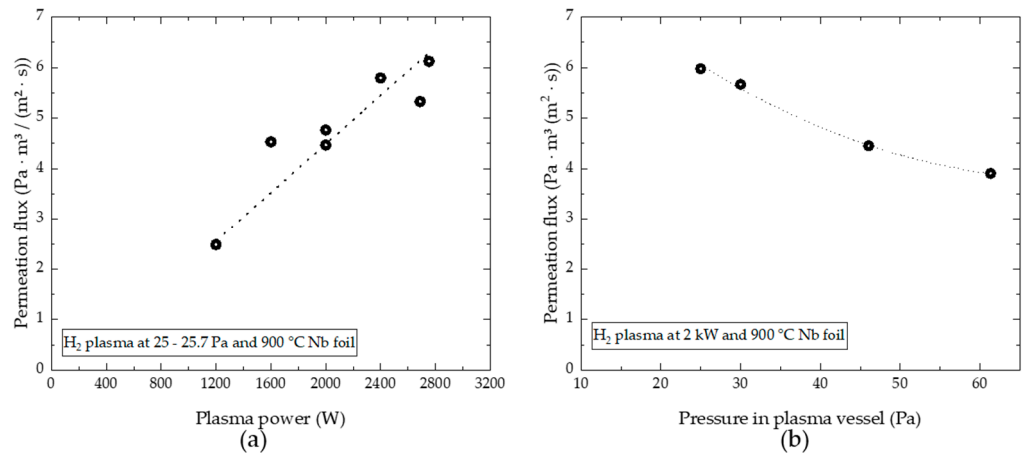 7
6
5
4
3
2
1
0
Permeation flux (Pa · m³ / (m² · s))
H₂ plasma at 25 - 25.7 Pa and 900 °C Nb foil
0 400 800 1200 1600 2000 2400 2800 3200
Plasma power (W)
(a)
7
6
5
4
3
2
1
0
Permeation flux (Pa · m³ (m² · s))
H₂ plasma at 2 kW and 900 °C Nb foil
10 20 30 40 50 60
Pressure in plasma vessel (Pa)
(b)